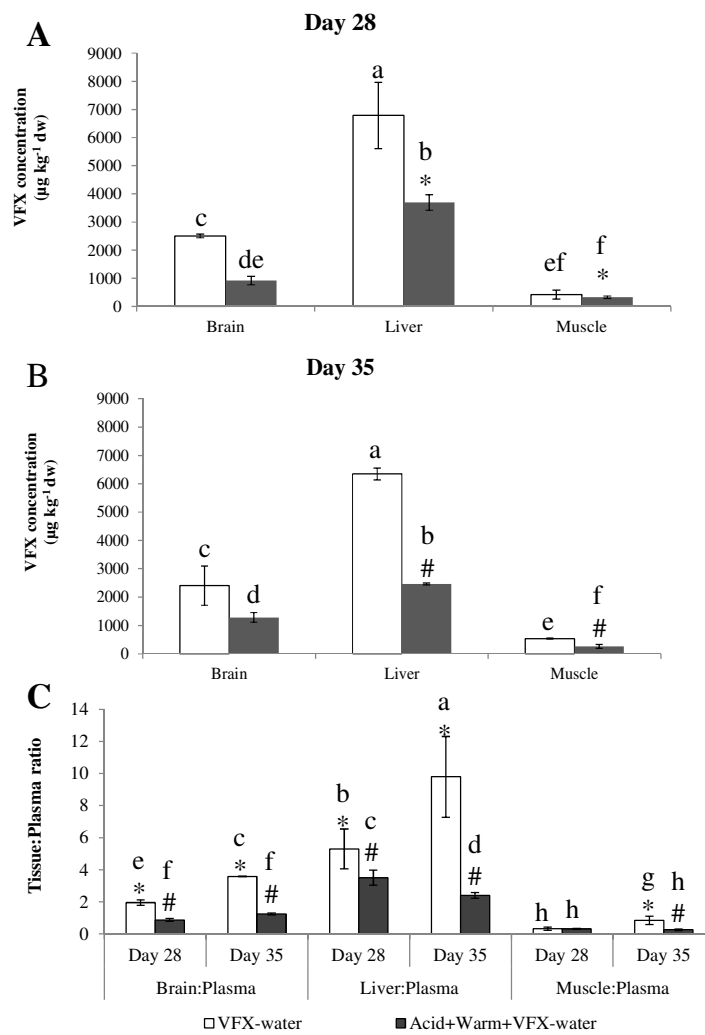 Day 28
A
VFX concentration
(µg kg-1 dw)
9000
8000
7000
6000
5000
4000
3000
2000
1000
0
c
de
a
b
*
ef
f
*
Brain
Liver
Muscle
Day 35
B
VFX concentration
(µg kg-1 dw)
9000
8000
7000
6000
5000
4000
3000
2000
1000
0
c
d
a
b
#
e
f
#
Brain
Liver
Muscle
C
Tissue:Plasma ratio
14
12
10
8
6
4
2
0
e
*
f
#
c
*
f
#
b
*
c
#
a
*
d
#
h
h
g
*
h
#
Day 28
Day 35
Day 28
Day 35
Day 28
Day 35
Brain:Plasma
Liver:Plasma
Muscle:Plasma
VFX-water
Acid+Warm+VFX-water